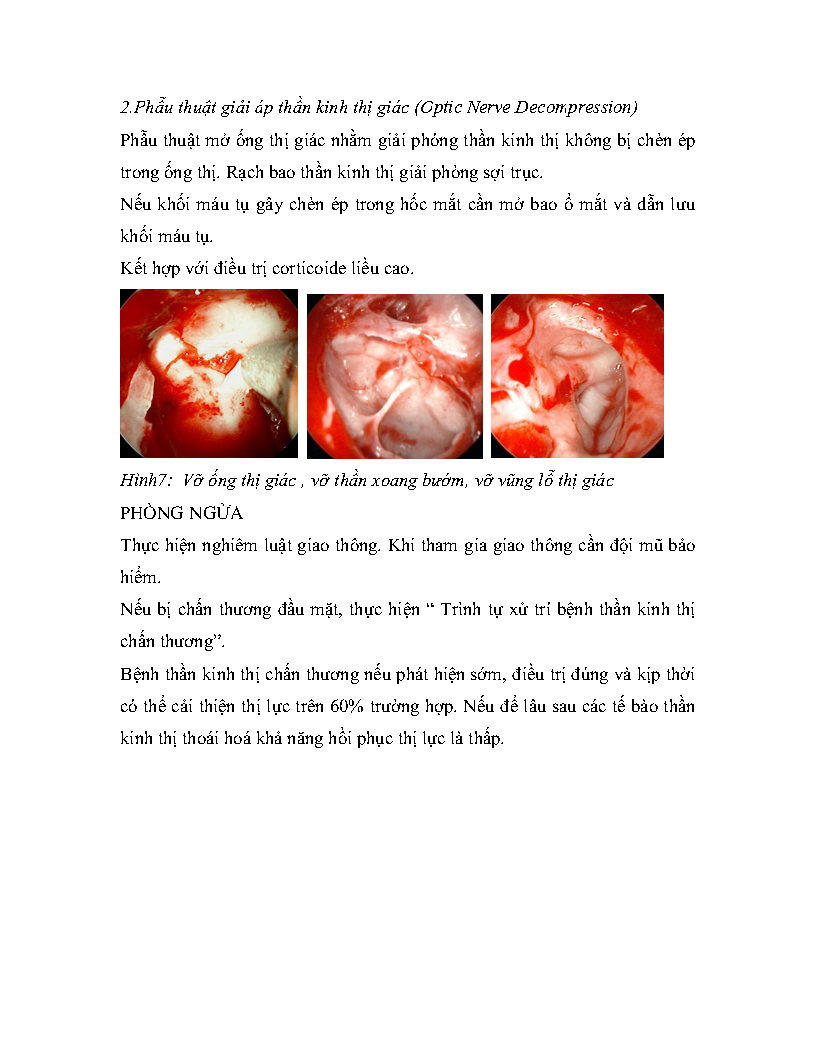 2.Phẫu thuật giải áp thần kinh thị giác (Optic Nerve Decompression)
Phẫu thuật mở ống thị giác nhằm giải phóng thần kinh thị không bị chèn ép
trong ống thị. Rạch bao thần kinh thị giải phóng sợi trục.
Nếu khối máu tụ gây chèn ép trong hốc mắt cần mở bao ổ mắt và dẫn lưu
khối máu tụ.
Kết hợp với điều trị corticoide liều cao.
Hình7: Vỡ ống thị giác , vỡ thần xoang bướm, vỡ vũng lỗ thị giác
PHÒNG NGỪA
Thực hiện nghiêm luật giao thông. Khi tham gia giao thông cần đội mũ bảo
hiểm.
Nếu bị chấn thương đầu mặt, thực hiện “ Trình tự xử trí bệnh thần kinh thị
chấn thương”.
Bệnh thần kinh thị chấn thương nếu phát hiện sớm, điều trị đúng và kịp thời
có thể cải thiện thị lực trên 60% trường hợp. Nếu để lâu sau các tế bào thần
kinh thị thoái hoá khả năng hồi phục thị lực là thấp.